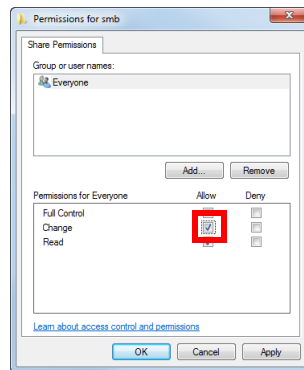 Permissions for smb
Share Permissions
Group or user names:
Everyone
Add... Remove
Permissions for Everyone Allow Deny
Full Control
Change
Read
Learn about access control and permissions
OK Cancel Apply